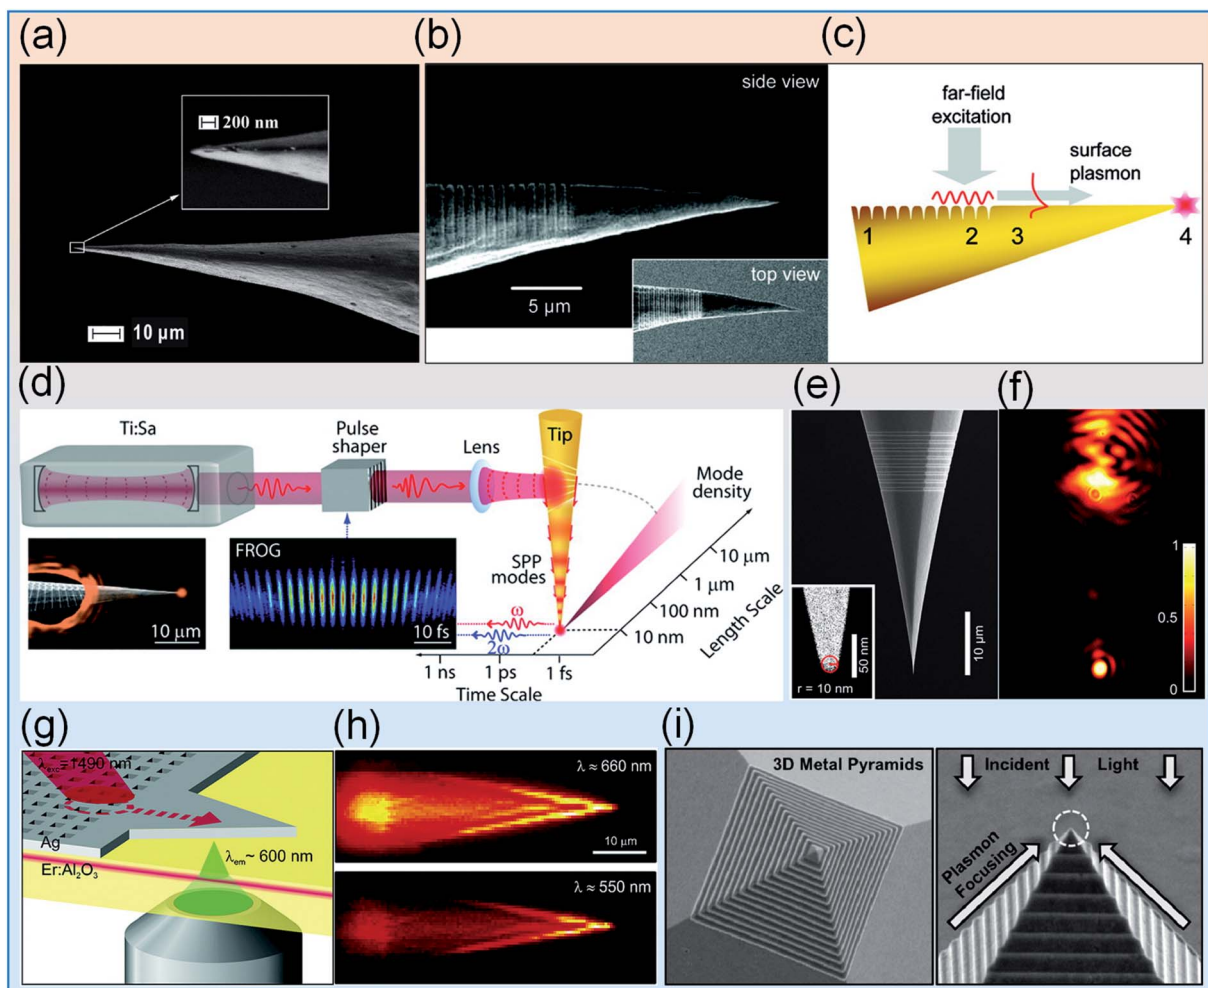 (a)
200 nm
10 µm
(b)
side view
5 µm
top view
(c)
far-field
excitation
surface
plasmon
1
2
3
4
(d)
Ti:Sa
Pulse
shaper
Lens
Tip
Mode
density
FROG
10 µm
10 fs
SPP
modes
ω
2ω
10 µm
1 µm
100 nm
10 nm
Length Scale
1 ns
1 ps
1 fs
Time Scale
(e)
50 nm
r = 10 nm
10 µm
(f)
1
0.5
0
(g)
λexc=1490 nm
Ag
λem~ 600 nm
Er:Al₂O₃
(h)
λ ≈ 660 nm
10 µm
λ ≈ 550 nm
(i)
3D Metal Pyramids
Incident Light
Plasmon
Focusing